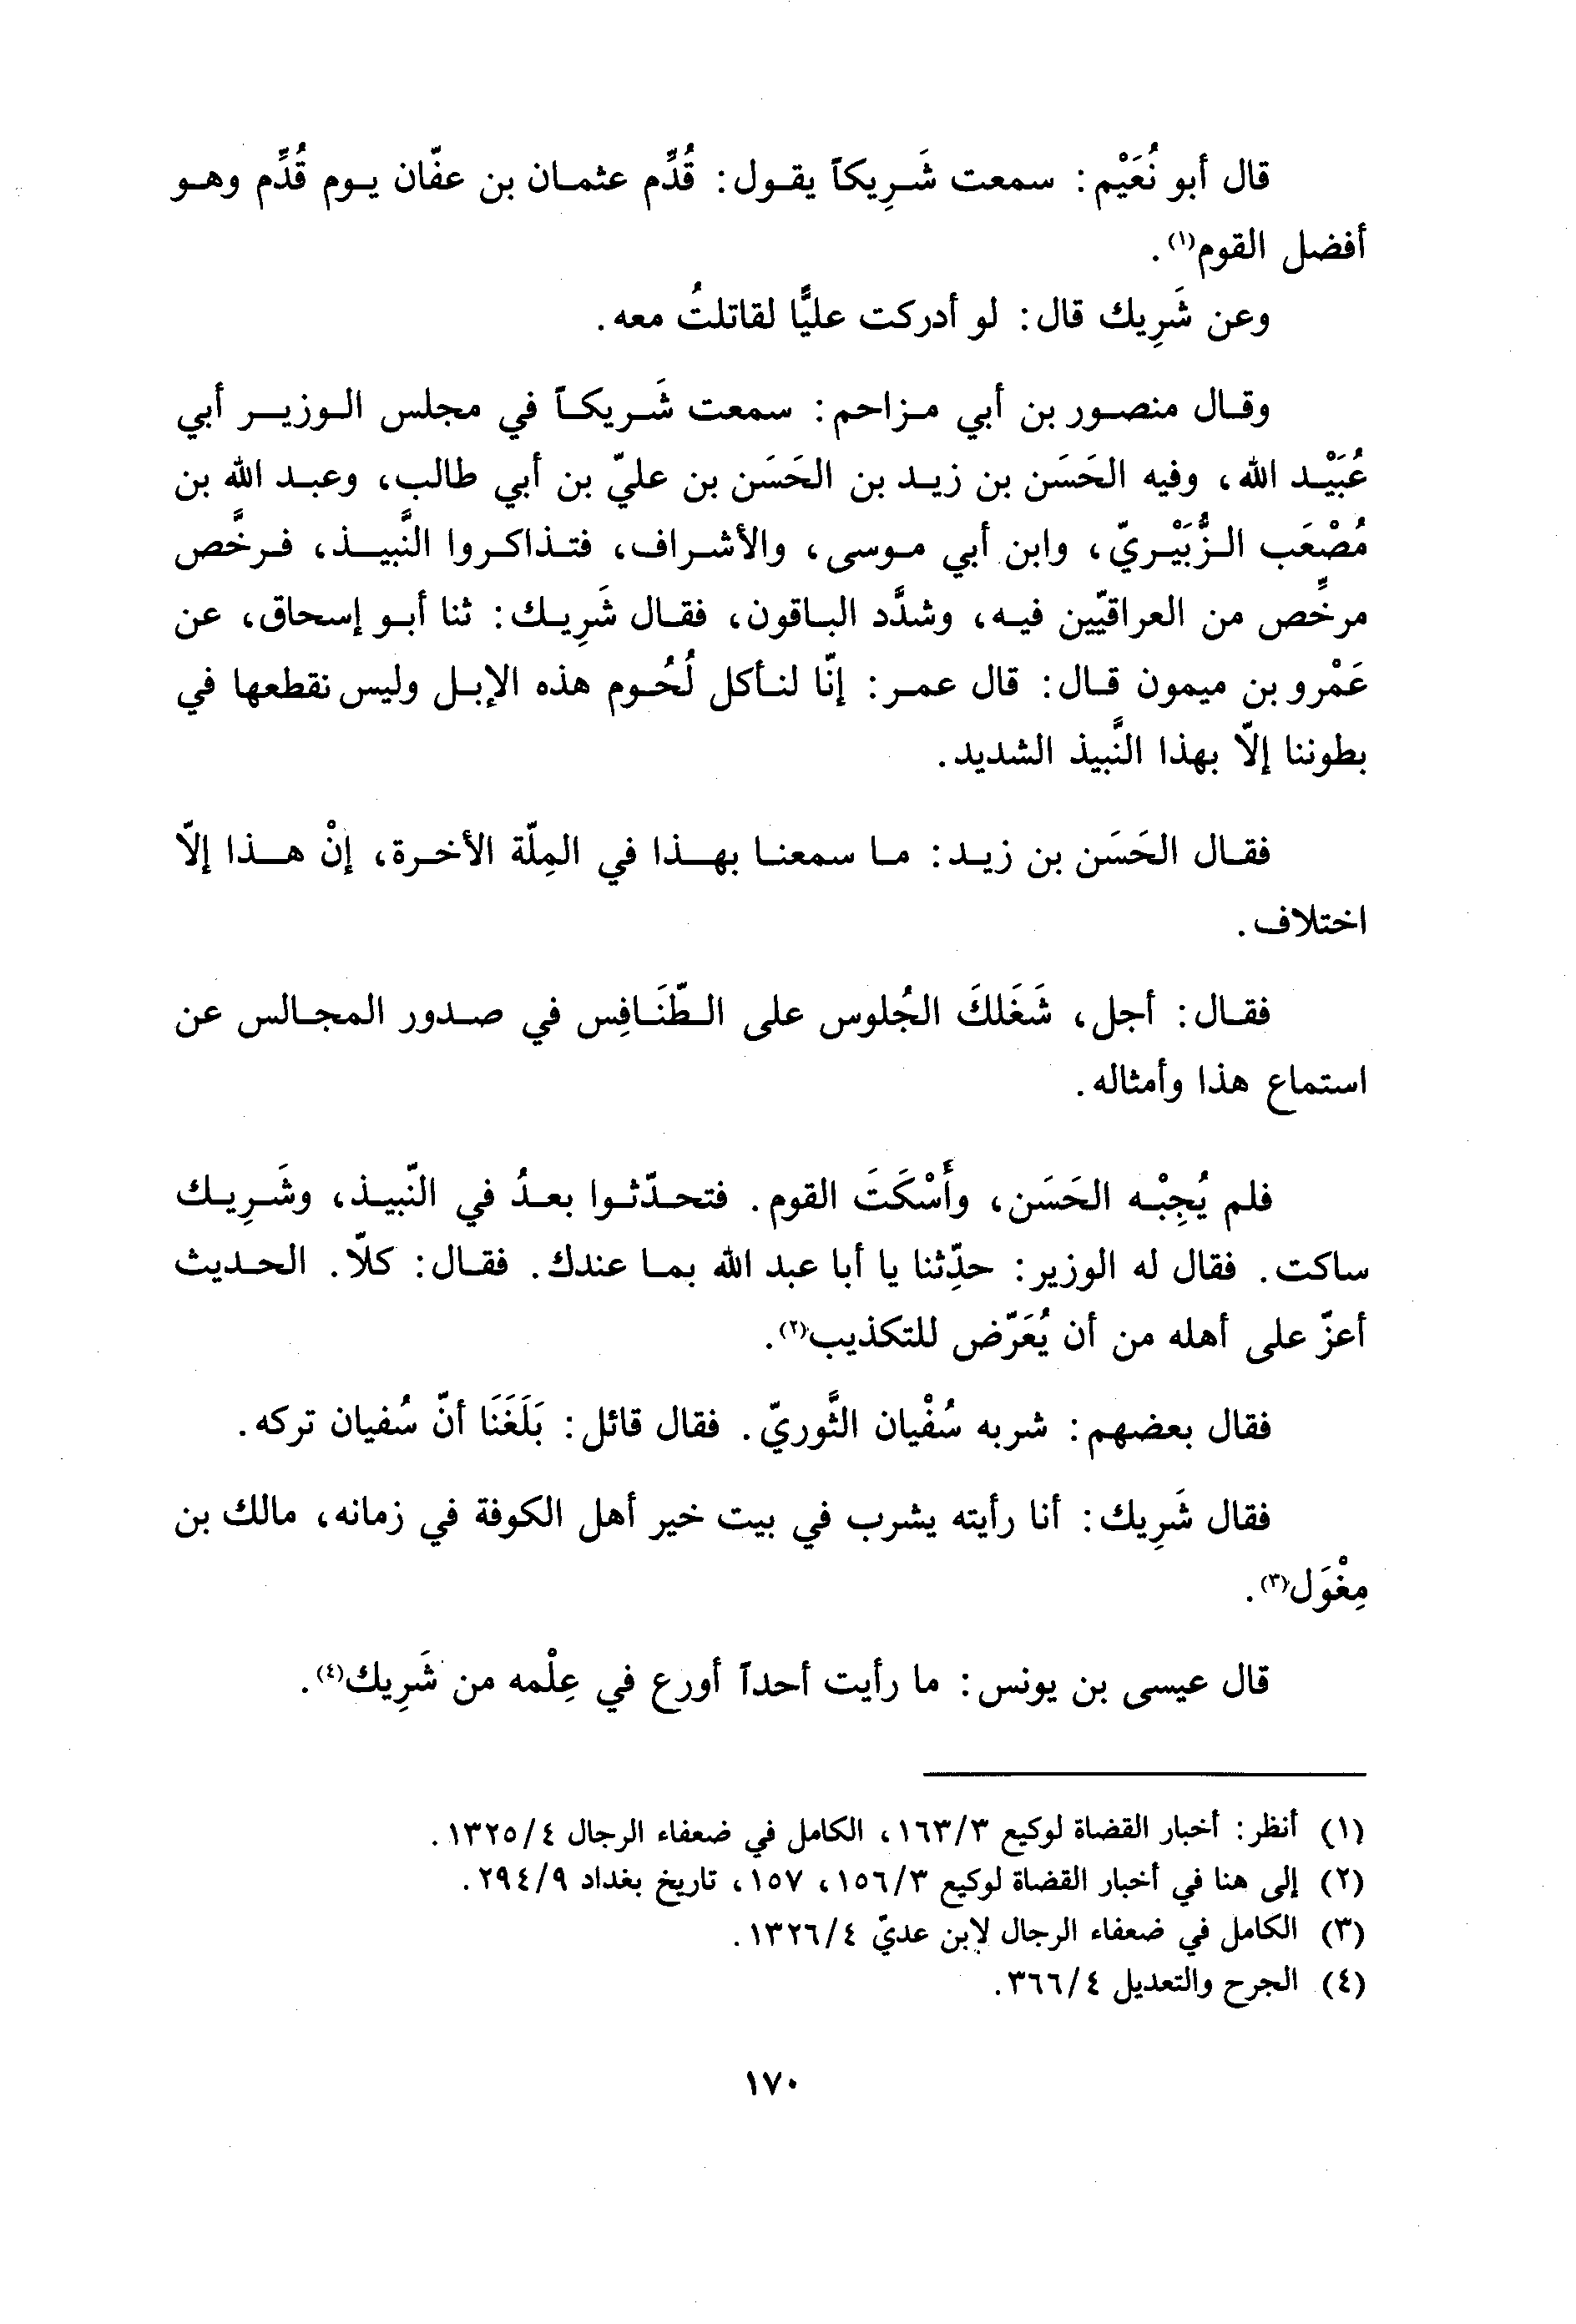 قال أبو نُعَيْم: سمعت شَريكاً يقول: قُدِّم عثمان بن عفّان يوم قُدِّم وهو
أفضل القوم(١).
وعن شَرِيك قال: لو أدركت عليًّا لقاتلتُ معه.
وقال منصور بن أبي مزاحم: سمعت شَريكاً في مجلس الوزير أبي
عُبَيْد الله، وفيه الحَسَن بن زيد بن الحَسَن بن عليّ بن أبي طالب، وعبد الله بن
مُصْعَب الزُّبَيْريّ، وابن أبي موسى، والأشراف، فتذاكروا النَّبيذ، فرخَّص
مرخِّص من العراقيّين فيه، وشدَّد الباقون، فقال شَرِيك: ثنا أبو إسحاق، عن
عَمْرو بن ميمون قال: قال عمر: إنّا لنأكل لُحُوم هذه الإبل وليس نقطعها في
بطوننا إلّا بهذا النَّبيذ الشديد.
فقال الحَسَن بن زيد: ما سمعنا بهذا في المِلّة الأخرة، إنْ هذا إلّا
اختلاف.
فقال: أجل، شَغَلكَ الجُلوس على الطّنَافِس في صدور المجالس عن
استماع هذا وأمثاله.
فلم يُجِبْه الحَسَن، وأَسْكَتَ القوم. فتحدّثوا بعدُ في النّبيذ، وشَرِيك
ساكت. فقال له الوزير: حدِّثنا يا أبا عبد الله بما عندك. فقال: كلّا. الحديث
أعزّ على أهله من أن يُعَرّض للتكذيب(٢).
فقال بعضهم: شربه سُفْيان الثَّوريّ. فقال قائل: بَلَغَنَا أنّ سُفيان تركه.
فقال شَرِيك: أنا رأيته يشرب في بيت خير أهل الكوفة في زمانه، مالك بن
مِغْوَل(٣).
قال عيسى بن يونس: ما رأيت أحداً أورع في عِلْمه من شَرِيك(٤).
(١) أنظر: أخبار القضاة لوكيع ١٦٣/٣، الكامل في ضعفاء الرجال ١٣٢٥/٤.
(٢) إلى هنا في أخبار القضاة لوكيع ١٥٦/٣، ١٥٧، تاريخ بغداد ٢٩٤/٩.
(٣) الكامل في ضعفاء الرجال لابن عديّ ١٣٢٦/٤.
(٤) الجرح والتعديل ٣٦٦/٤.
١٧٠